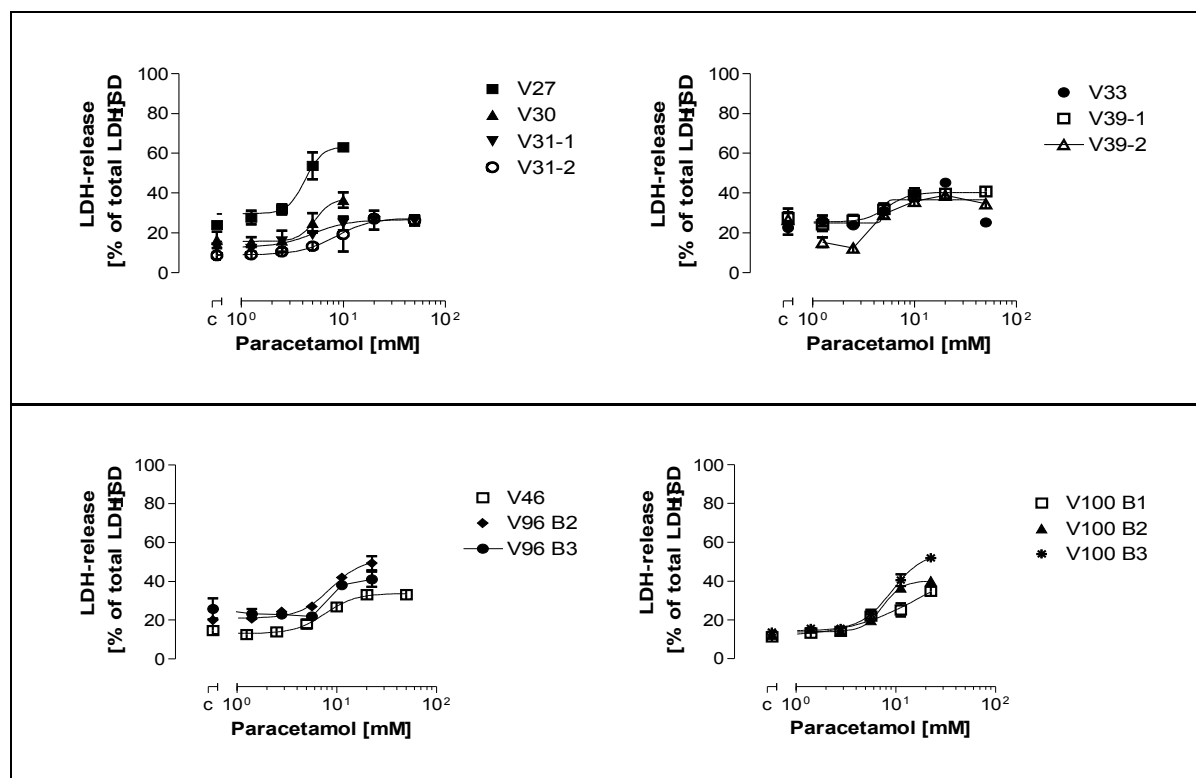 LDH-release
[% of total LDH]SD
100
80
60
40
20
0
V27
V30
V31-1
V31-2
c 10⁰ 10¹ 10²
Paracetamol [mM]
LDH-release
[% of total LDH]SD
100
80
60
40
20
0
V33
V39-1
V39-2
c 10⁰ 10¹ 10²
Paracetamol [mM]
LDH-release
[% of total LDH]SD
100
80
60
40
20
0
V46
V96 B2
V96 B3
c 10⁰ 10¹ 10²
Paracetamol [mM]
LDH-release
[% of total LDH]SD
100
80
60
40
20
0
V100 B1
V100 B2
V100 B3
c 10⁰ 10¹ 10²
Paracetamol [mM]